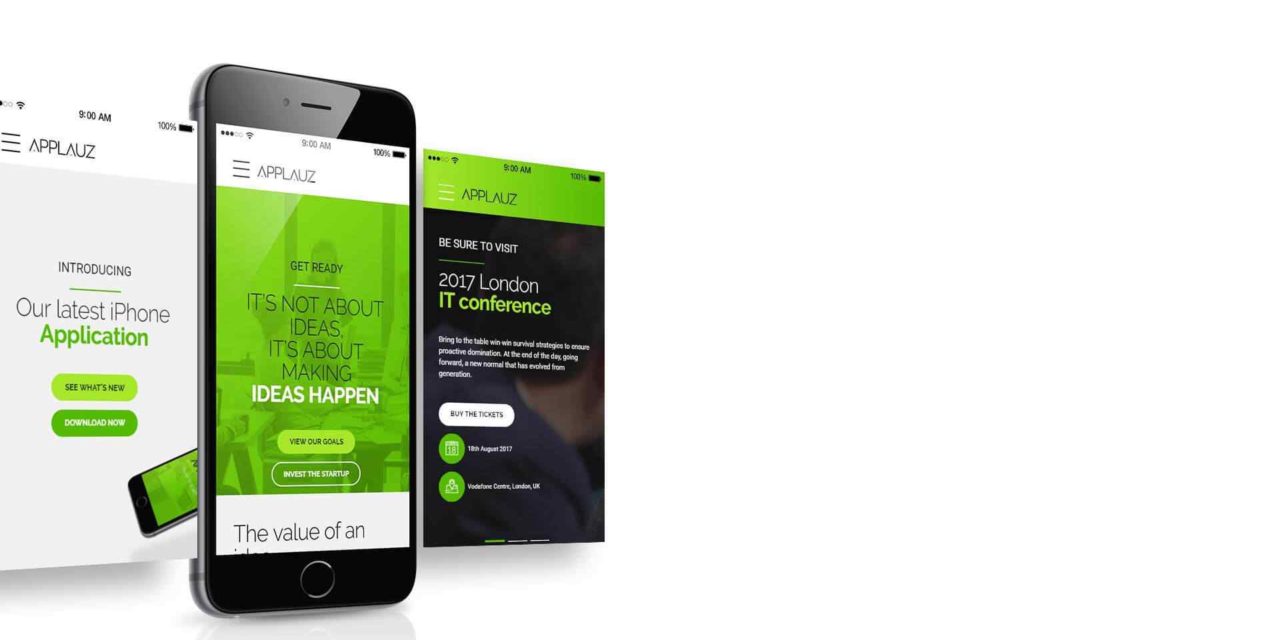 9:00 AM
100%
APPLAUZ
INTRODUCING
Our latest iPhone
Application
SEE WHAT'S NEW
DOWNLOAD NOW
9:00 AM
100%
APPLAUZ
GET READY
IT'S NOT ABOUT
IDEAS,
IT'S ABOUT
MAKING
IDEAS HAPPEN
VIEW OUR GOALS
INVEST THE STARTUP
The value of an
9:00 AM
100%
APPLAUZ
BE SURE TO VISIT
2017 London
IT conference
Bring to the table win-win survival strategies to ensure
proactive domination. At the end of the day, going
forward, a new normal that has evolved from
generation.
BUY THE TICKETS
18
18th August 2017
Vodafone Centre, London, UK